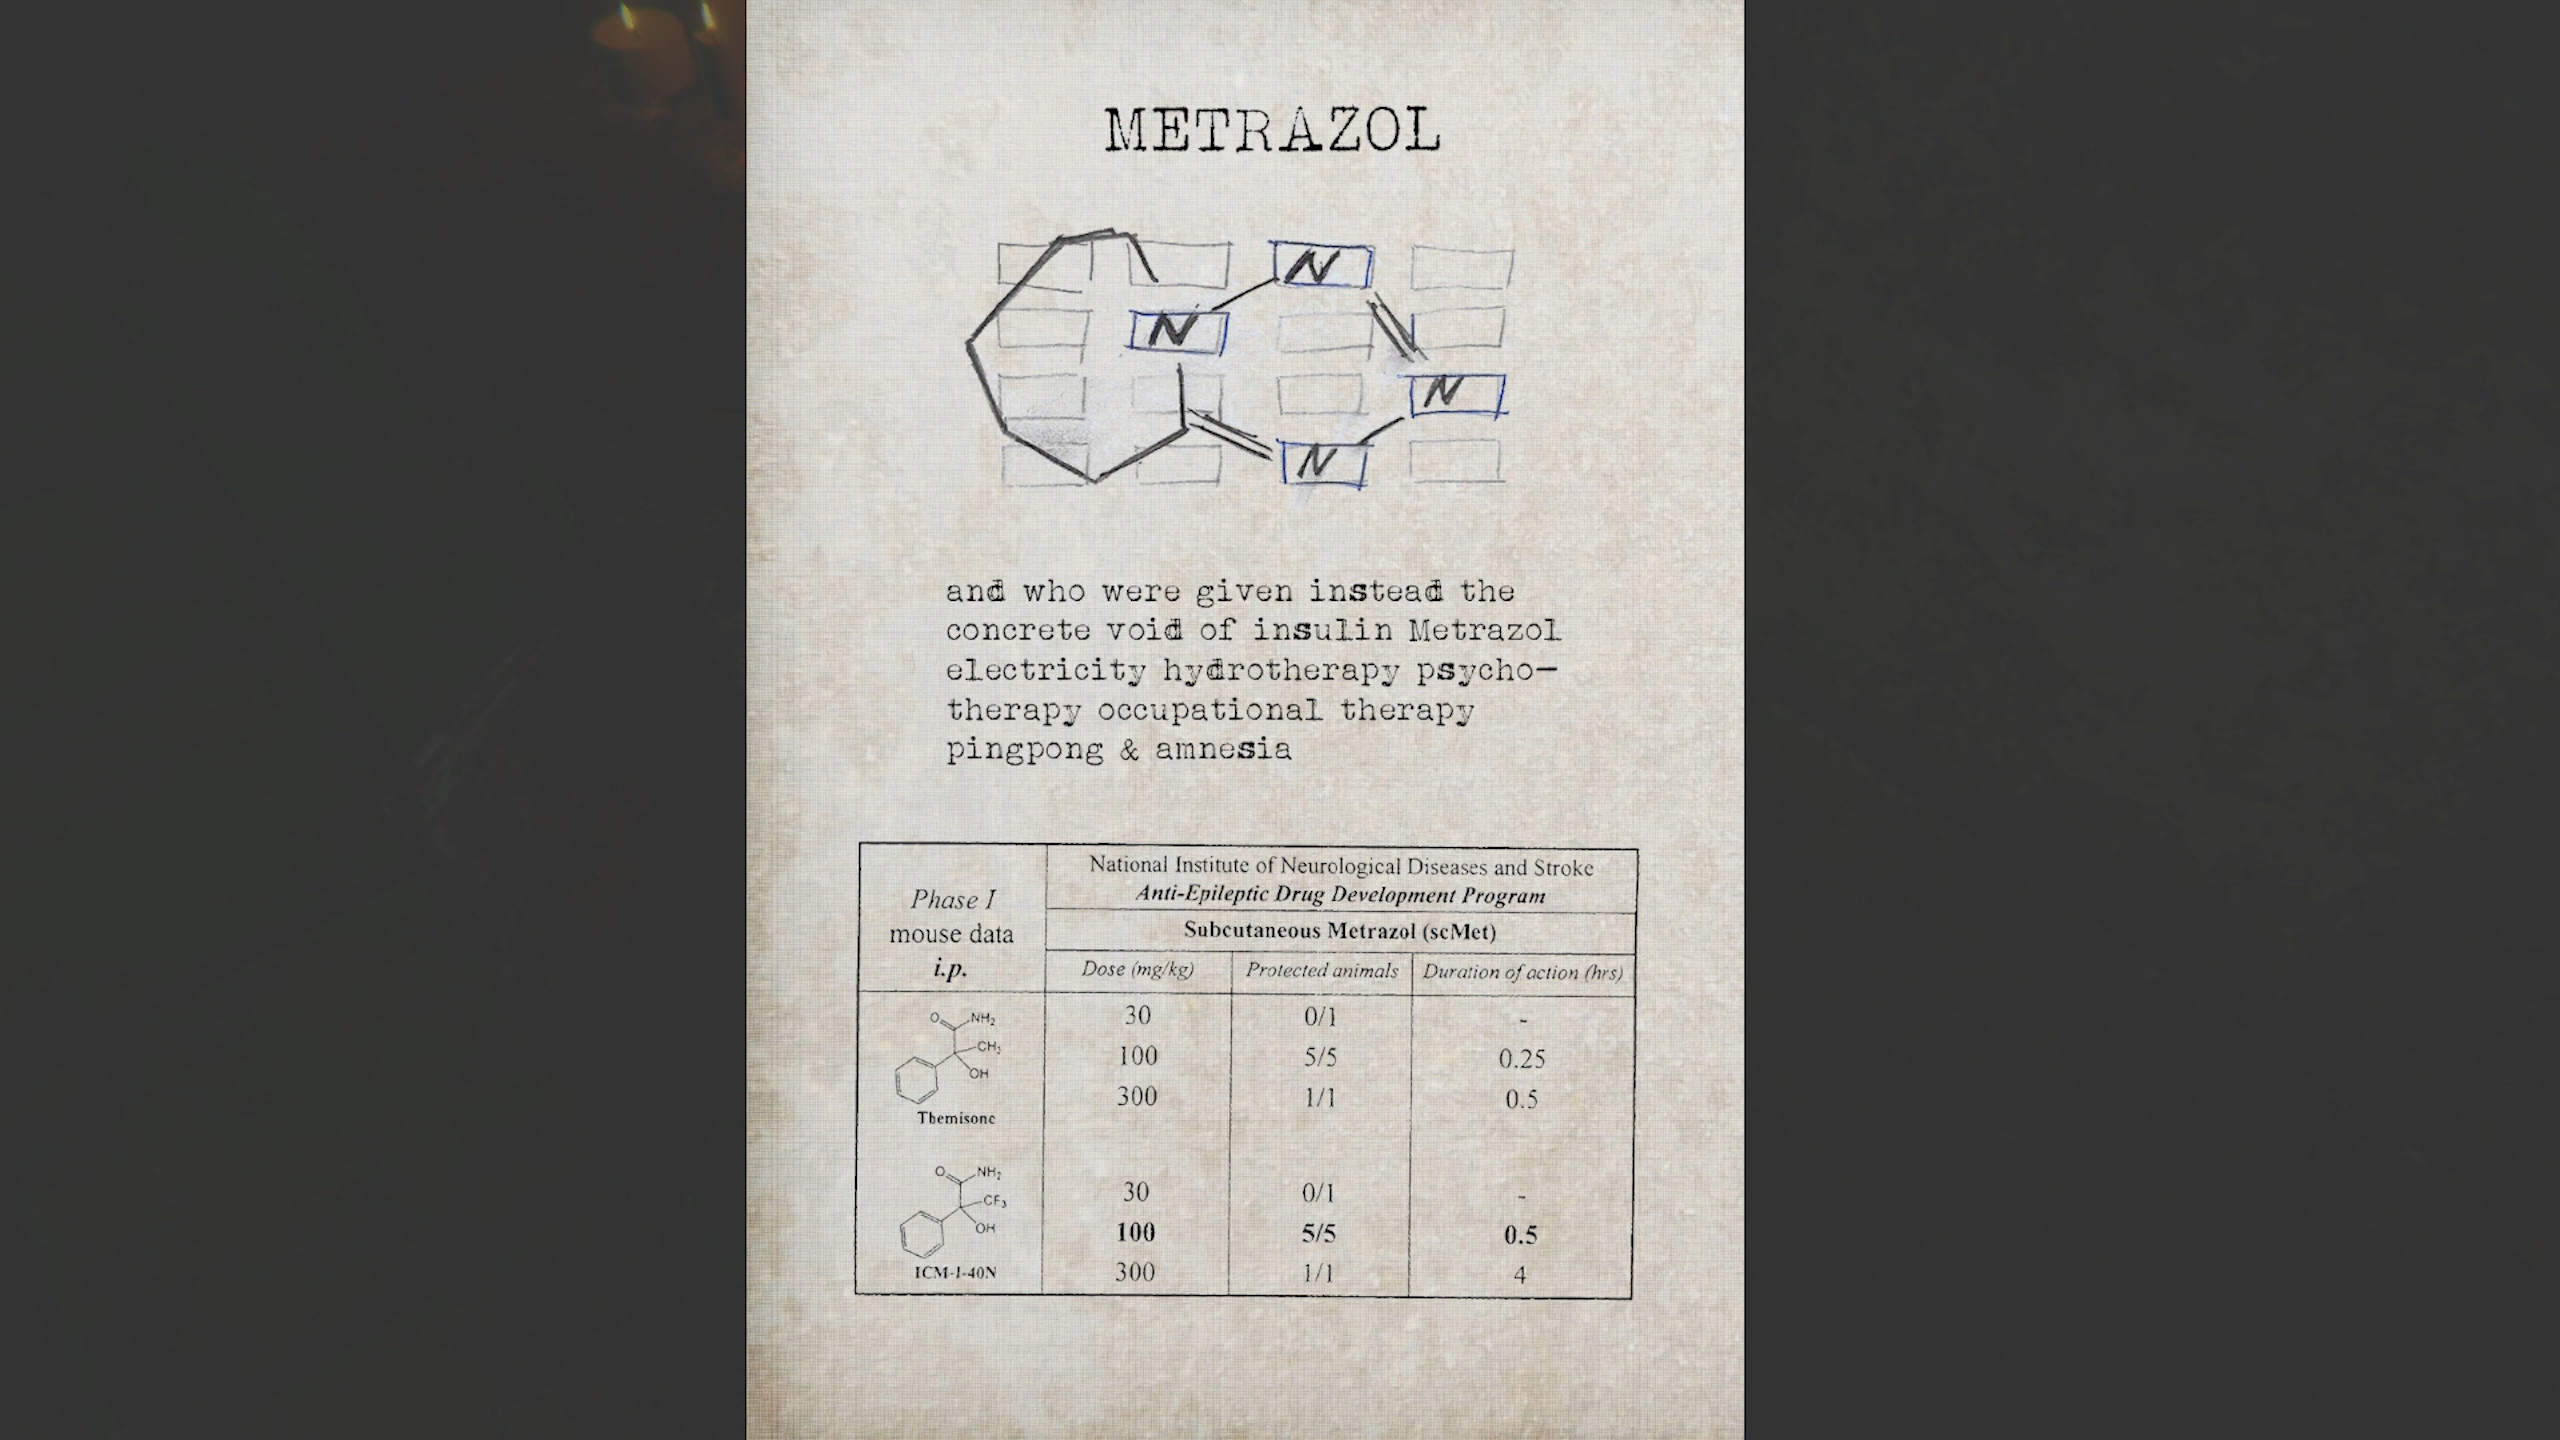 METRAZOL
N
N
N
N
and who were given instead the
concrete void of insulin Metrazol
electricity hydrotherapy psycho-
therapy occupational therapy
pingpong & amnesia
Phase I
mouse data
i.p.
National Institute of Neurological Diseases and Stroke
Anti-Epileptic Drug Development Program
Subcutaneous Metrazol (scMet)
Dose (mg/kg) Protected animals Duration of action (hrs)
O NH₂
CH₃
OH
Themisone
30 0/1 -
100 5/5 0.25
300 1/1 0.5
O NH₂
CF₃
OH
ICM-I-40N
30 0/1 -
100 5/5 0.5
300 1/1 4